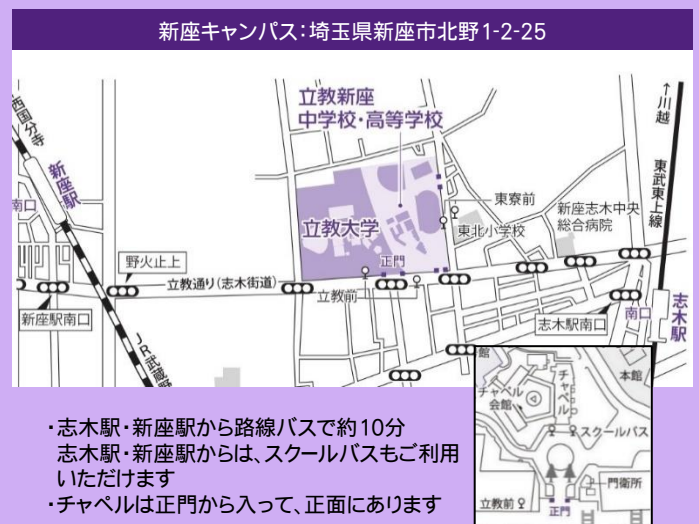 新座キャンパス：埼玉県新座市北野1-2-25
西国分寺
新座駅
南口
野火止上
新座駅南口
立教通り(志木街道)
JR武蔵野
立教新座
中学校・高等学校
立教大学
正門
立教前
東寮前
東北小学校
新座志木中央
総合病院
↑川越
東武東上線
南口
志木駅
志木駅南口
館
チャペル
会館
チャペル
本館
スクールバス
門衛所
立教前
正門
・志木駅・新座駅から路線バスで約10分
志木駅・新座駅からは、スクールバスもご利用
いただけます
・チャペルは正門から入って、正面にあります